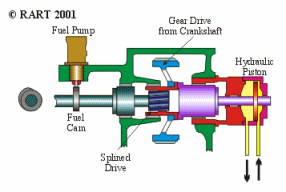 © RART 2001
Gear Drive
from Crankshaft
Fuel Pump
Hydraulic
Piston
Fuel
Cam
Splined
Drive